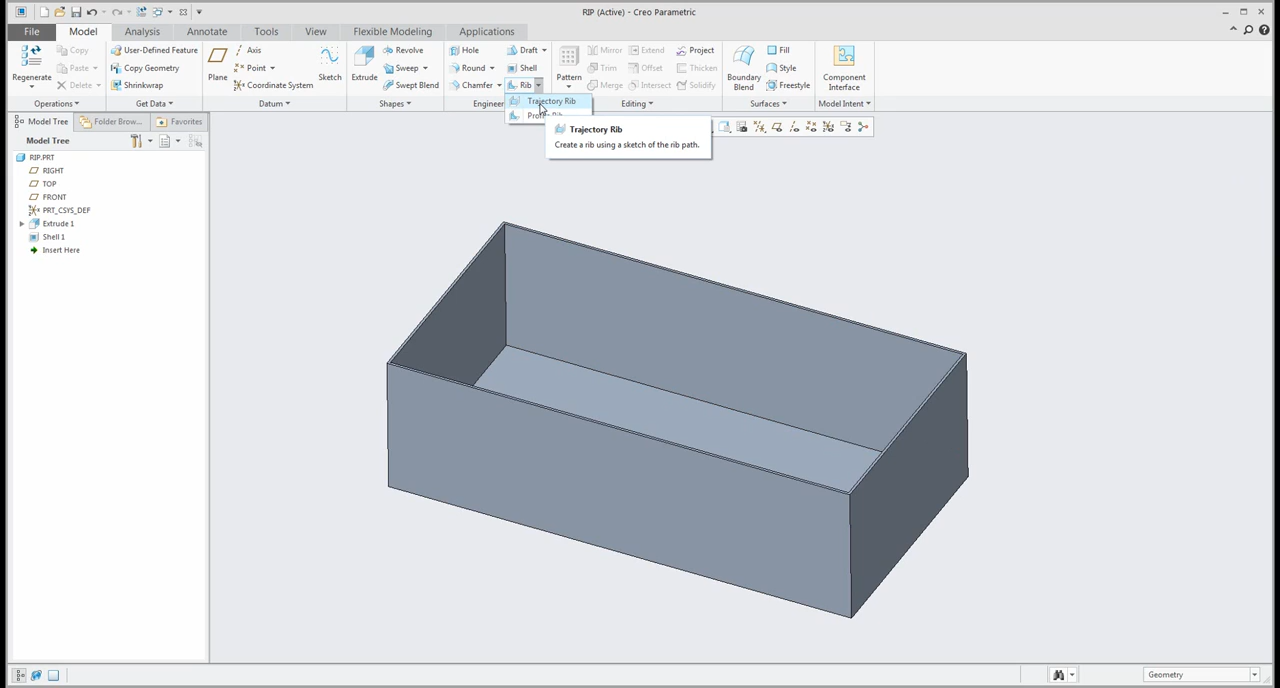 RIP (Active) - Creo Parametric
File Model Analysis Annotate Tools View Flexible Modeling Applications
Regenerate
Copy
Paste
Delete
Operations
User-Defined Feature
Copy Geometry
Shrinkwrap
Get Data
Plane
Axis
Point
Coordinate System
Sketch
Datum
Extrude
Revolve
Sweep
Swept Blend
Shapes
Hole
Round
Chamfer
Draft
Shell
Rib
Engineer
Pattern
Mirror
Trim
Merge
Extend
Offset
Intersect
Project
Thicken
Solidify
Editing
Boundary
Blend
Fill
Style
Freestyle
Surfaces
Component
Interface
Model Intent
Trajectory Rib
Trajectory Rib
Create a rib using a sketch of the rib path.
Model Tree Folder Brow... Favorites
Model Tree
RIP.PRT
RIGHT
TOP
FRONT
PRT_CSYS_DEF
Extrude 1
Shell 1
Insert Here
Geometry